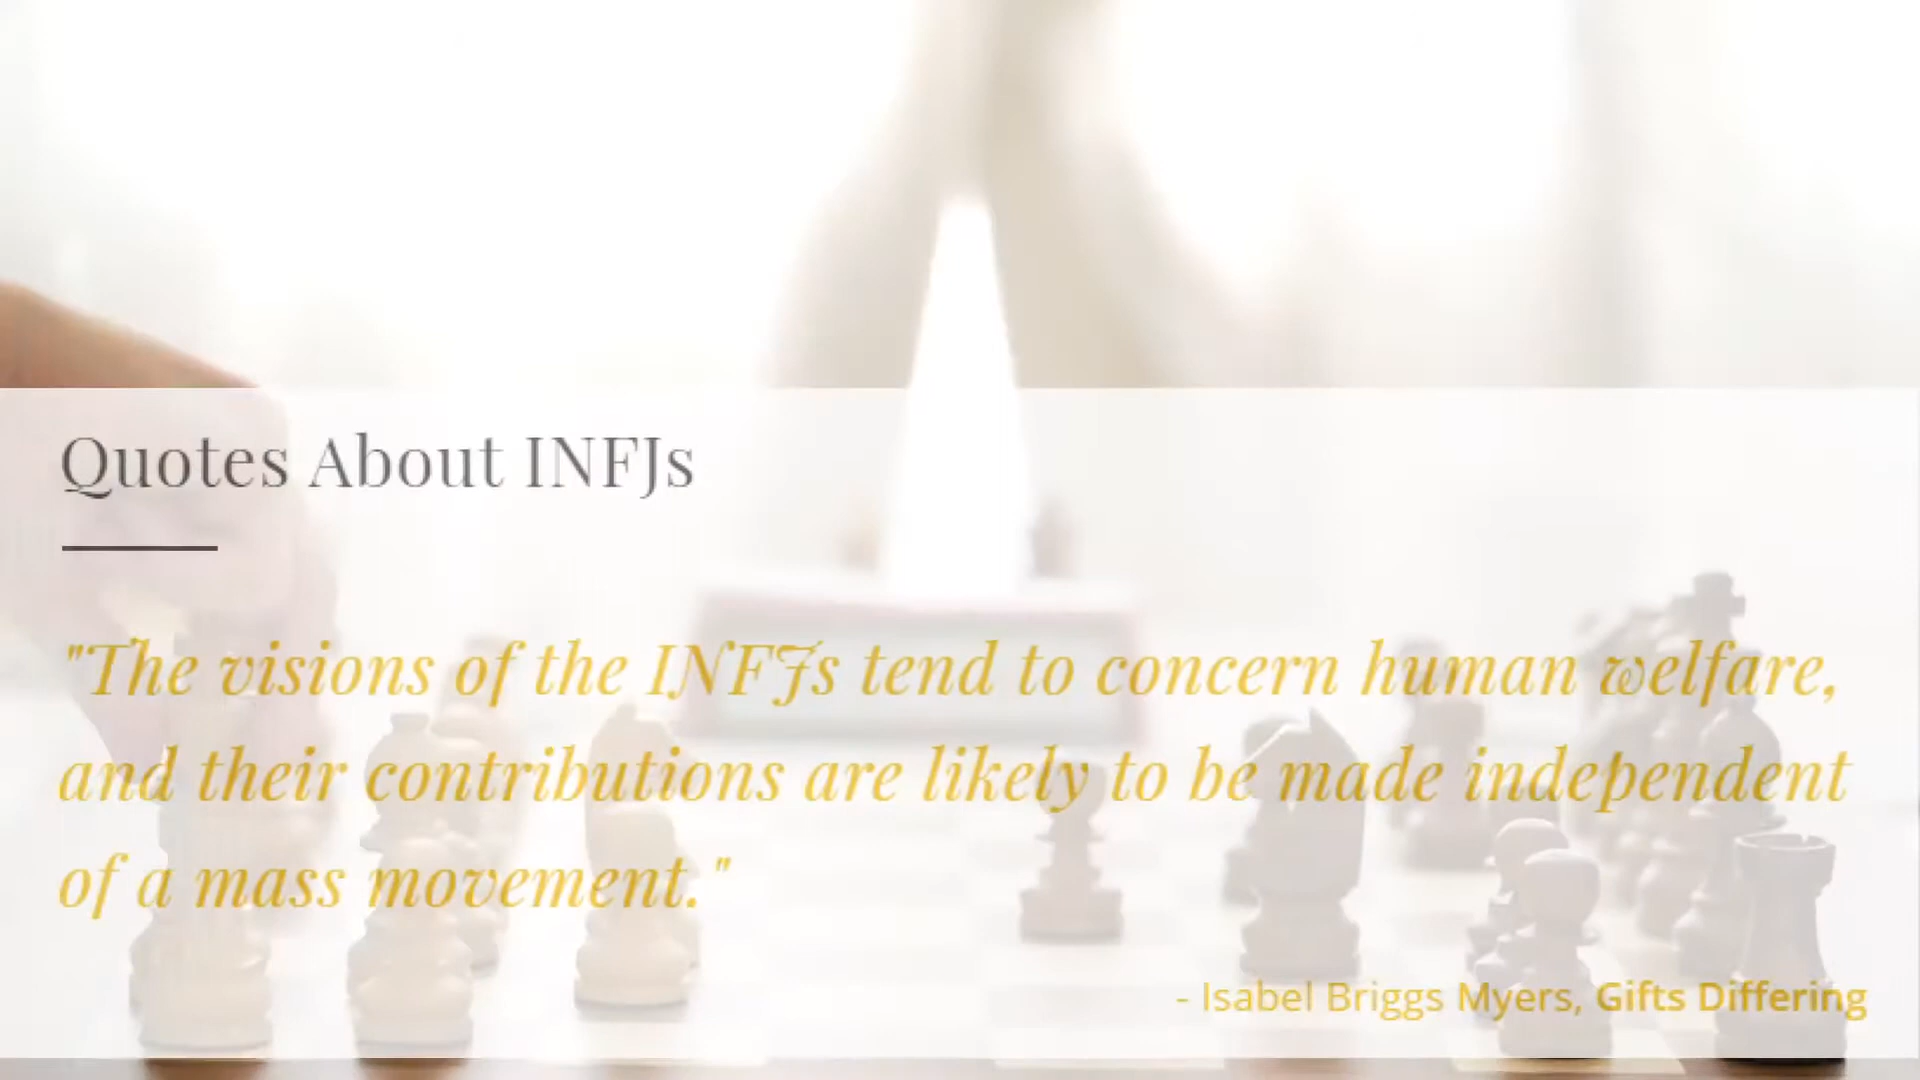 Quotes About INFJs
"The visions of the INFJs tend to concern human welfare,
and their contributions are likely to be made independent
of a mass movement."
- Isabel Briggs Myers, Gifts Differing